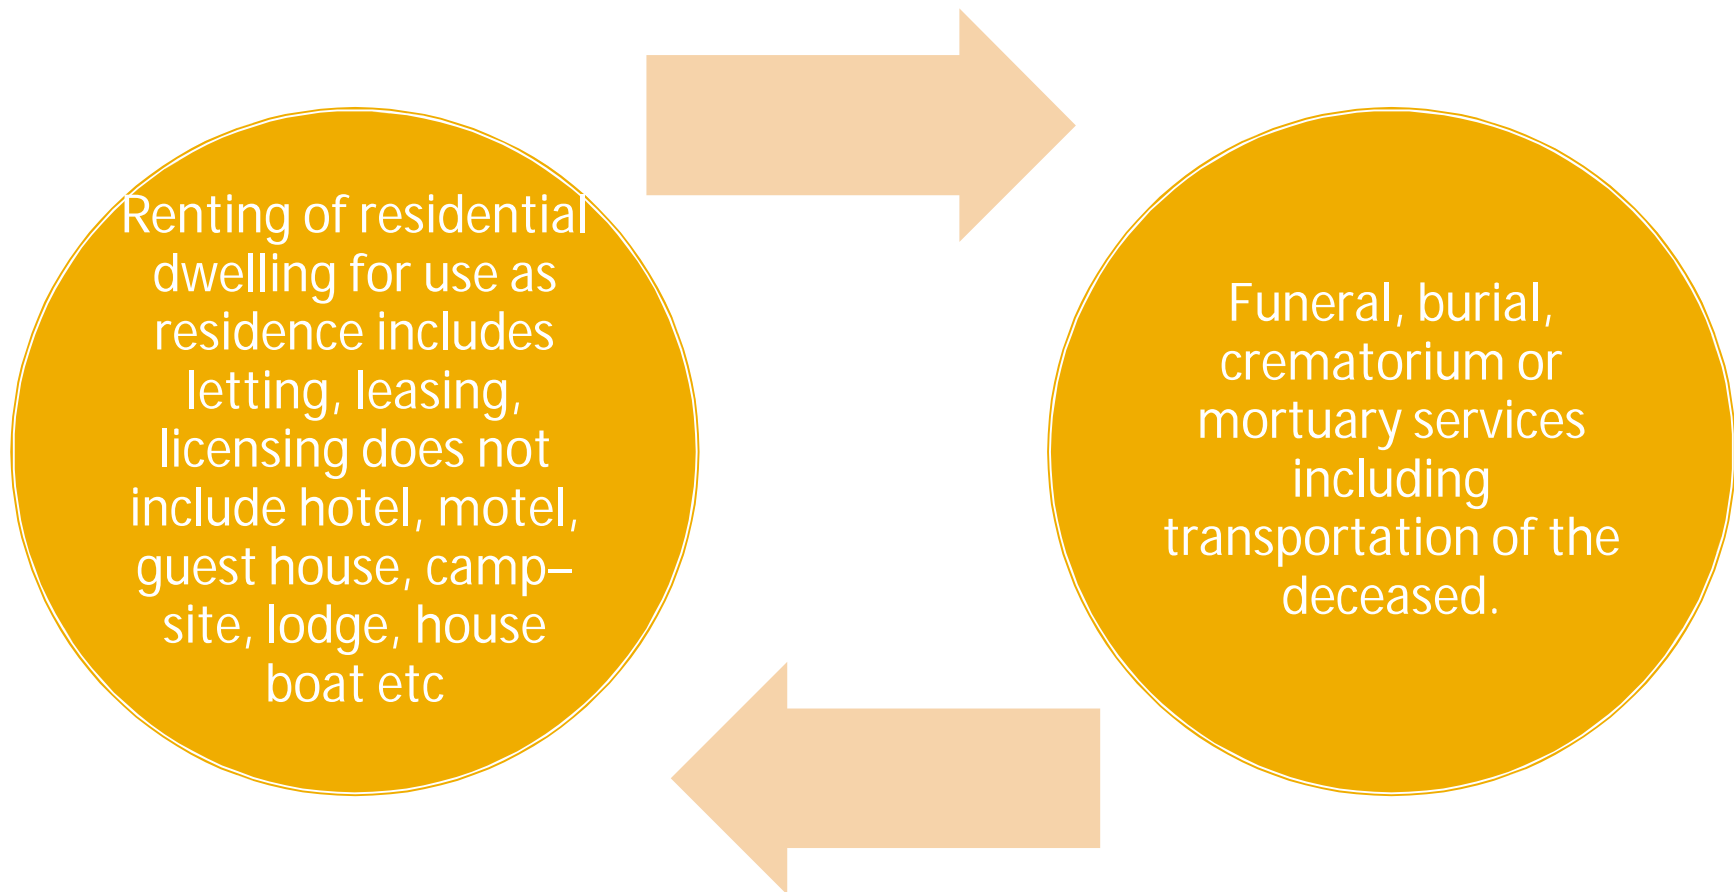 Renting of residential
dwelling for use as
residence includes
letting, leasing,
licensing does not
include hotel, motel,
guest house, camp–
site, lodge, house
boat etc
Funeral, burial,
crematorium or
mortuary services
including
transportation of the
deceased.